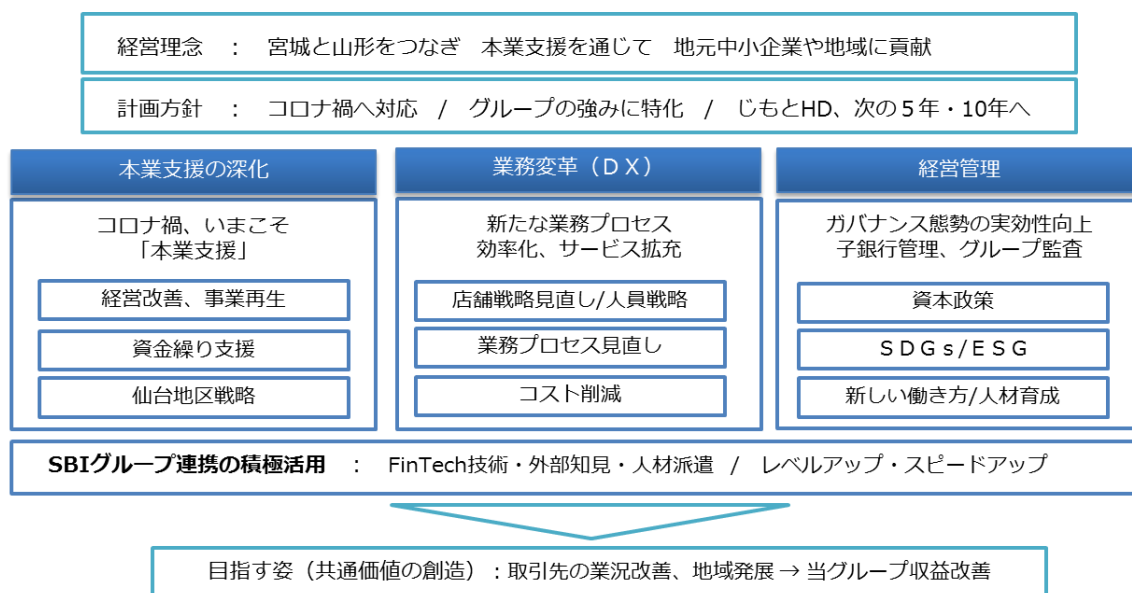 経営理念 ： 宮城と山形をつなぎ 本業支援を通じて 地元中小企業や地域に貢献
計画方針 ： コロナ禍へ対応 / グループの強みに特化 / じもとHD、次の５年・10年へ
本業支援の深化
コロナ禍、いまこそ
「本業支援」
経営改善、事業再生
資金繰り支援
仙台地区戦略
業務変革（ＤＸ）
新たな業務プロセス
効率化、サービス拡充
店舗戦略見直し/人員戦略
業務プロセス見直し
コスト削減
経営管理
ガバナンス態勢の実効性向上
子銀行管理、グループ監査
資本政策
ＳＤＧｓ/ＥＳＧ
新しい働き方/人材育成
SBIグループ連携の積極活用 ： FinTech技術・外部知見・人材派遣 / レベルアップ・スピードアップ
目指す姿（共通価値の創造）：取引先の業況改善、地域発展 → 当グループ収益改善